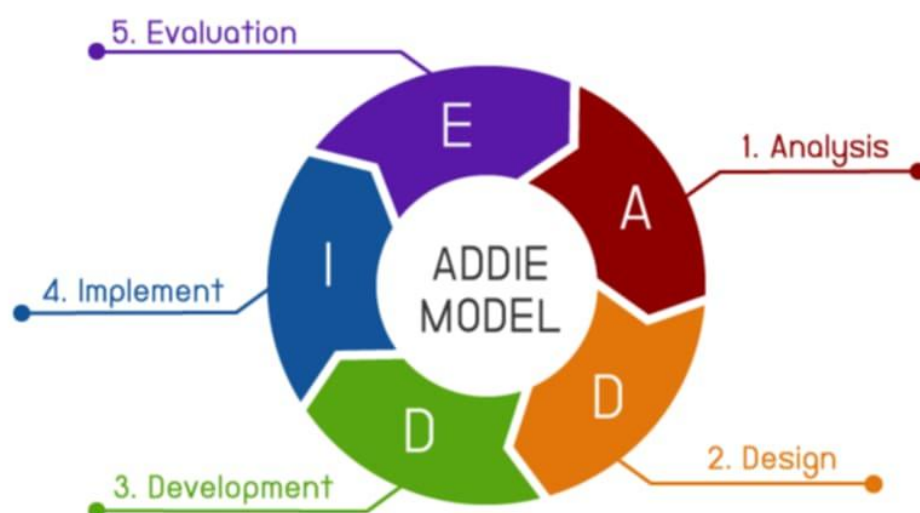 5. Evaluation
E
1. Analysis
A
ADDIE
MODEL
I
4. Implement
D
2. Design
D
3. Development